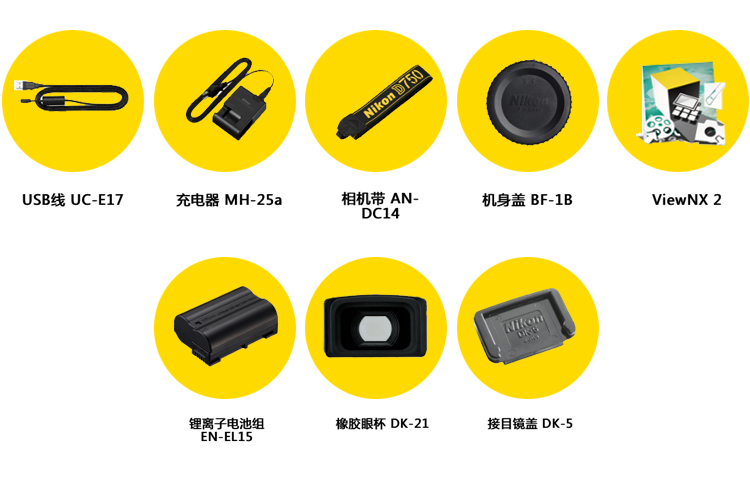 Nikon D750
Nikon
USB线 UC-E17
充电器 MH-25a
相机带 AN-
DC14
机身盖 BF-1B
ViewNX 2
Nikon
DK-5
锂离子电池组
EN-EL15
橡胶眼杯 DK-21
接目镜盖 DK-5